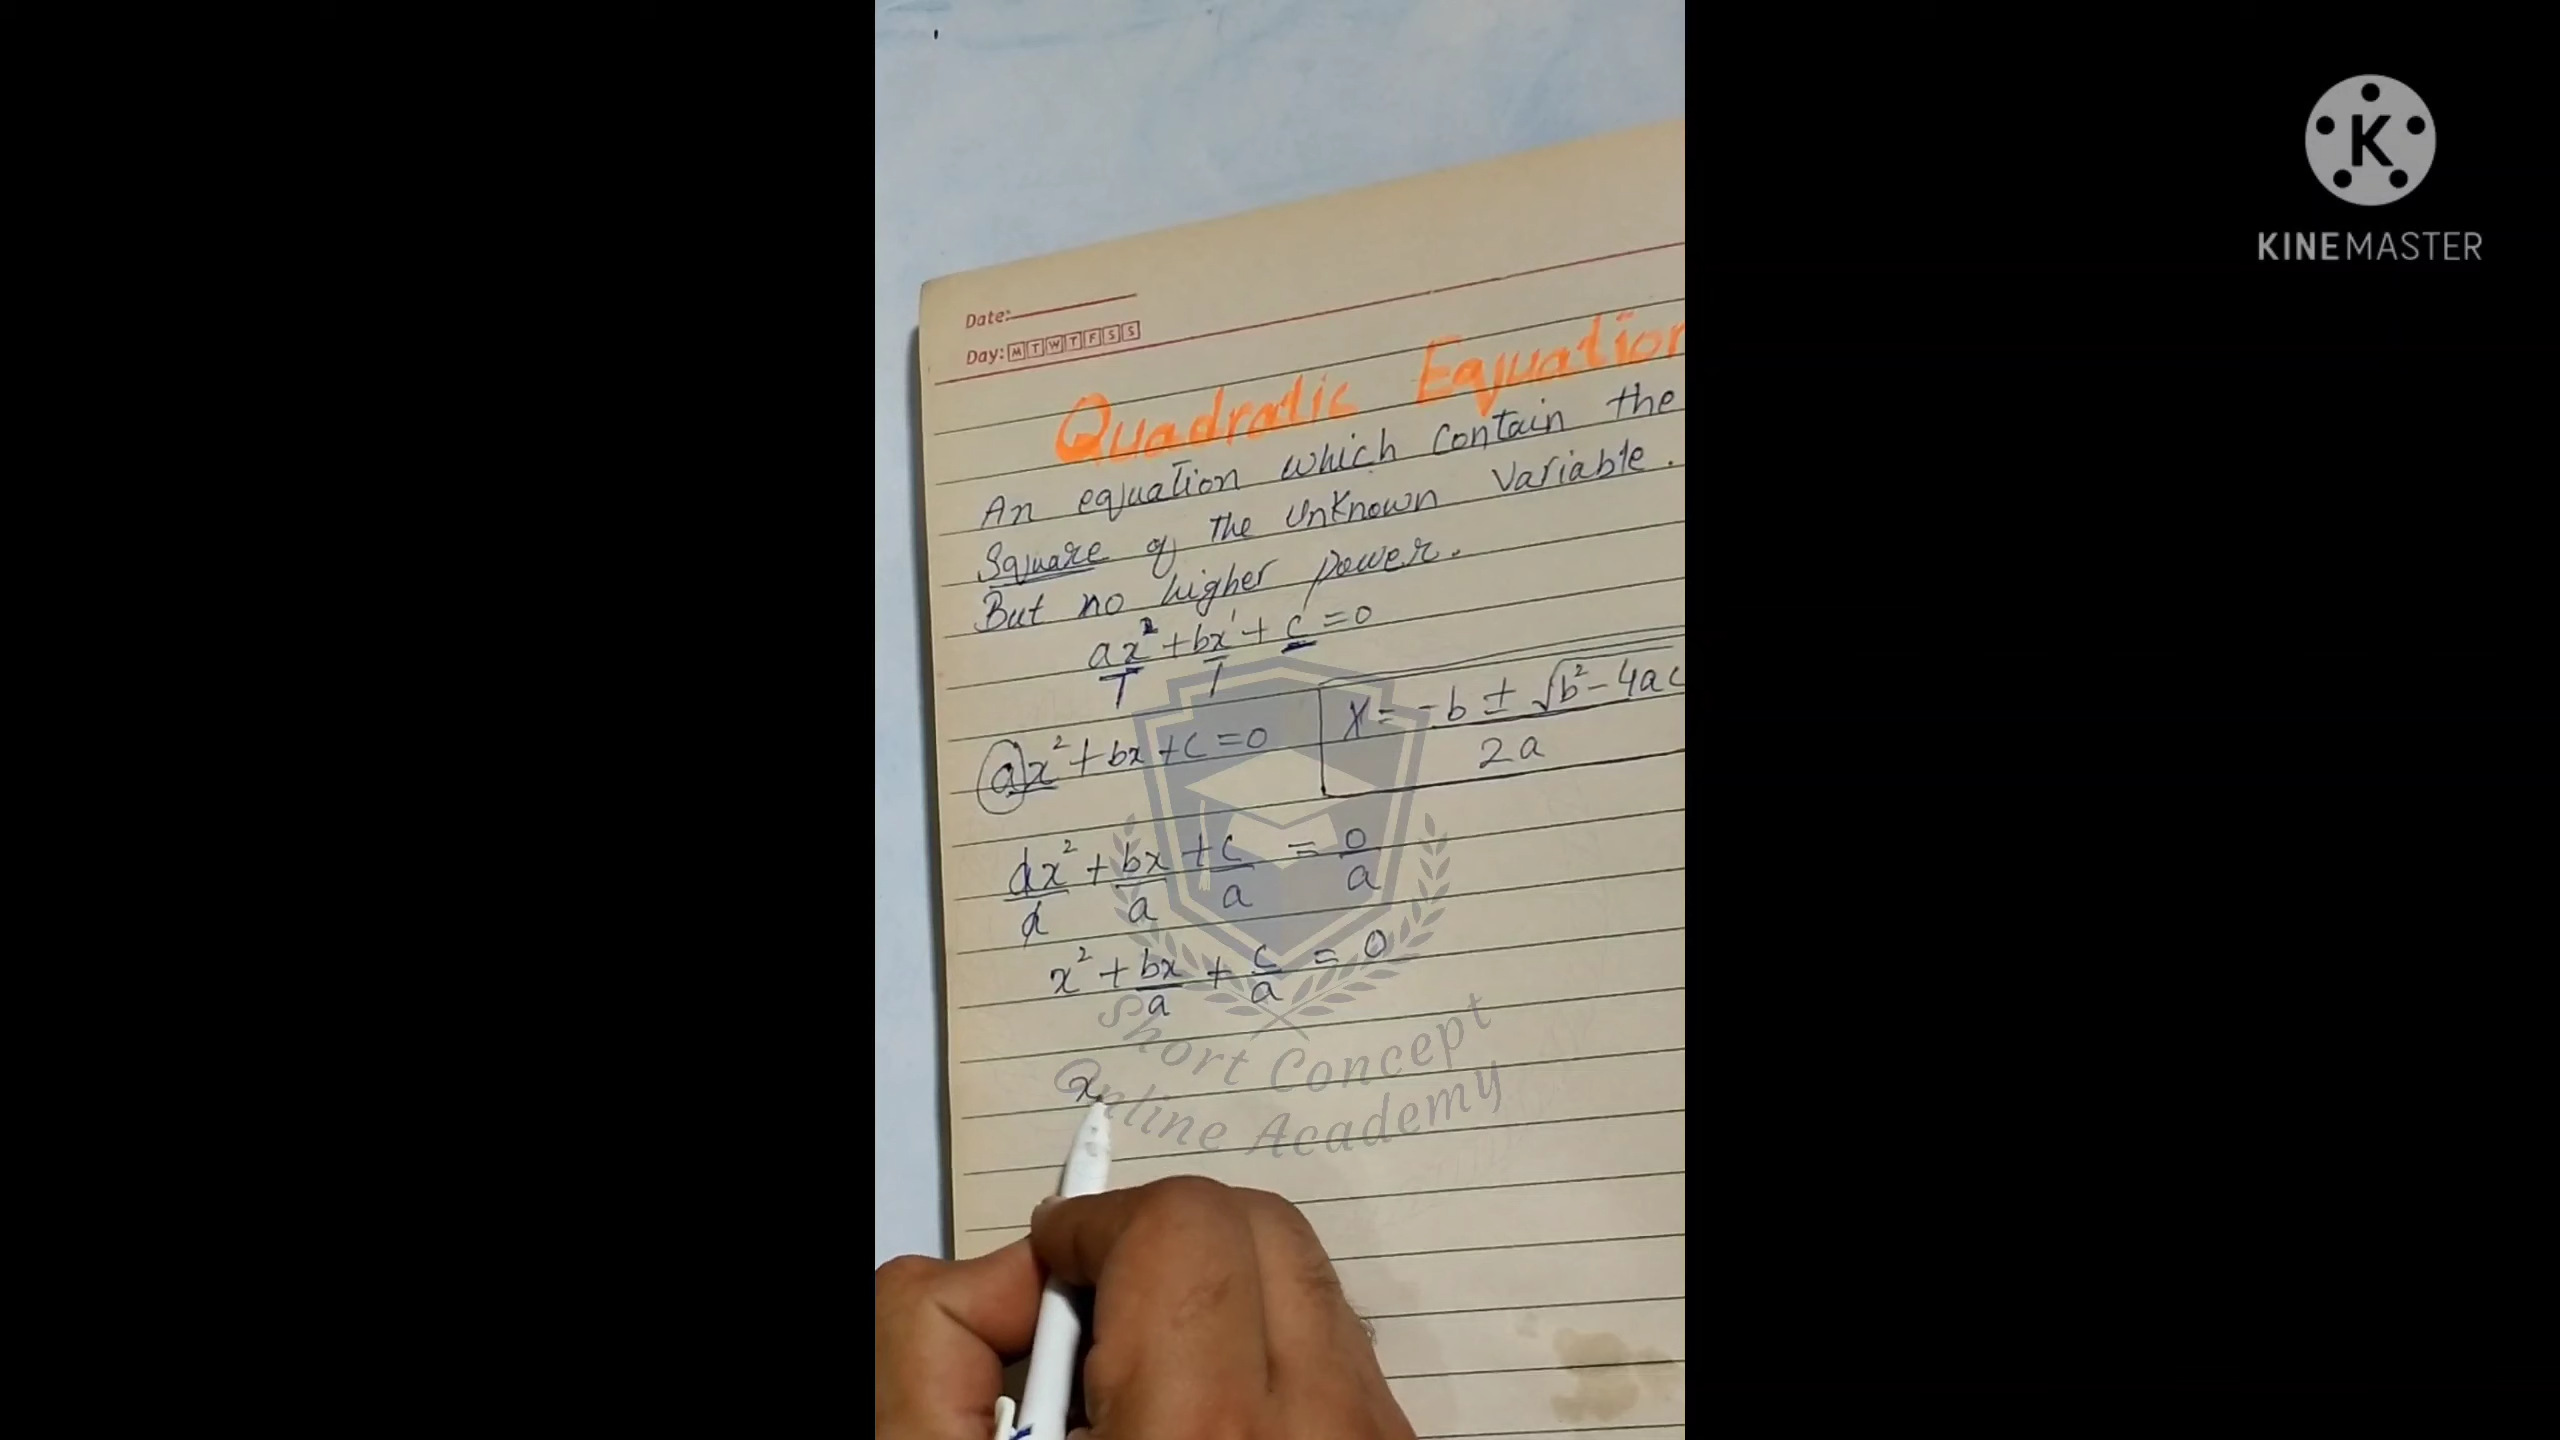 K
KINEMASTER
Date:
Day: M T W T F S S
Quadratic Equation
An equation which contain the
Square of the unknown variable.
But no higher power.
ax² + bx¹ + c = 0
ax² + bx + c = 0
X = -b ± √b² - 4ac
2a
ax² + bx + c = 0
a a a a
x² + bx + c = 0
a a
x
Short Concept
Online Academy